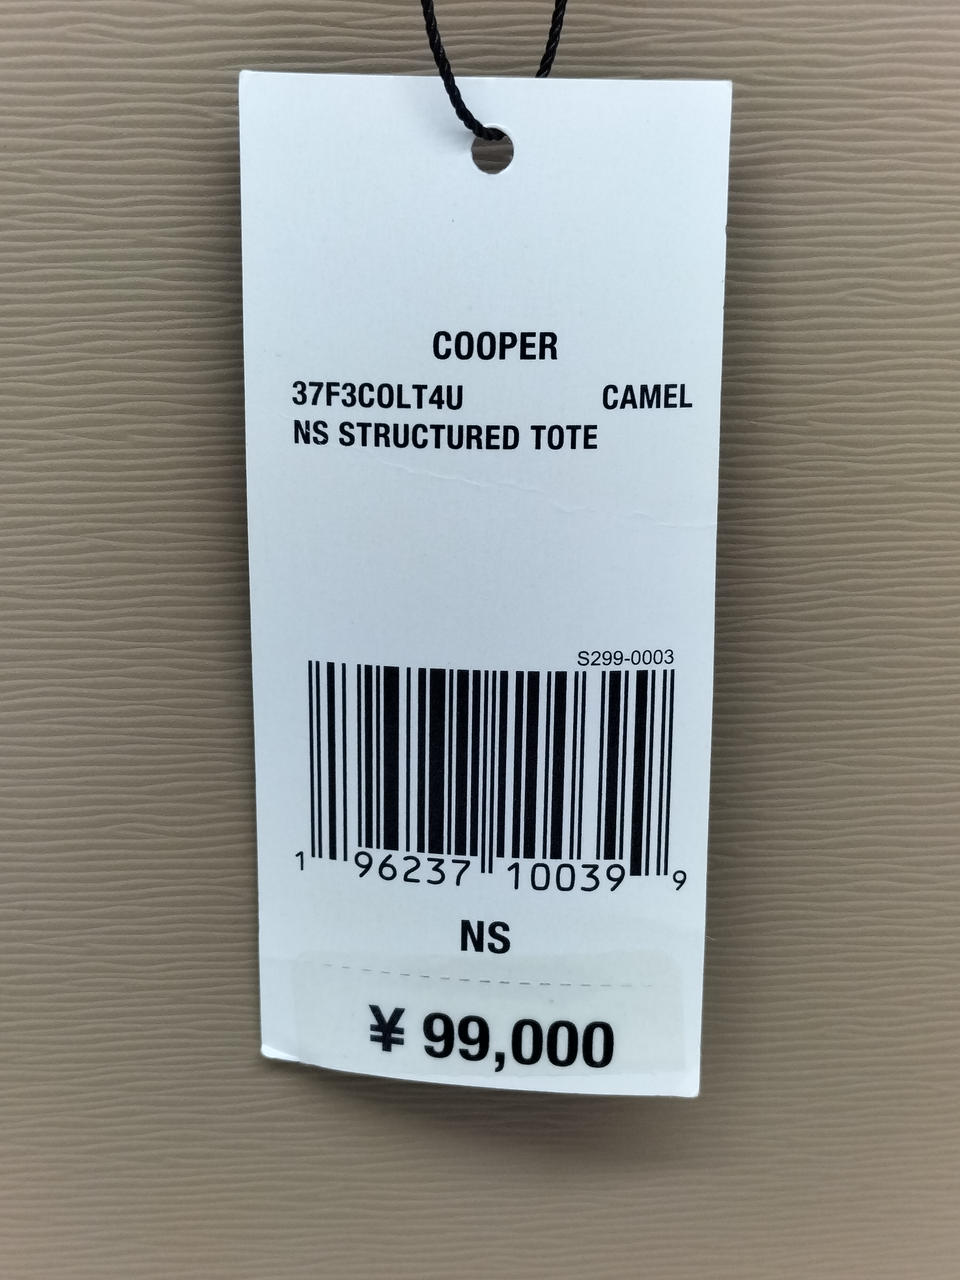 COOPER
37F3COLT4U CAMEL
NS STRUCTURED TOTE
S299-0003
1 96237 10039 9
NS
¥ 99,000